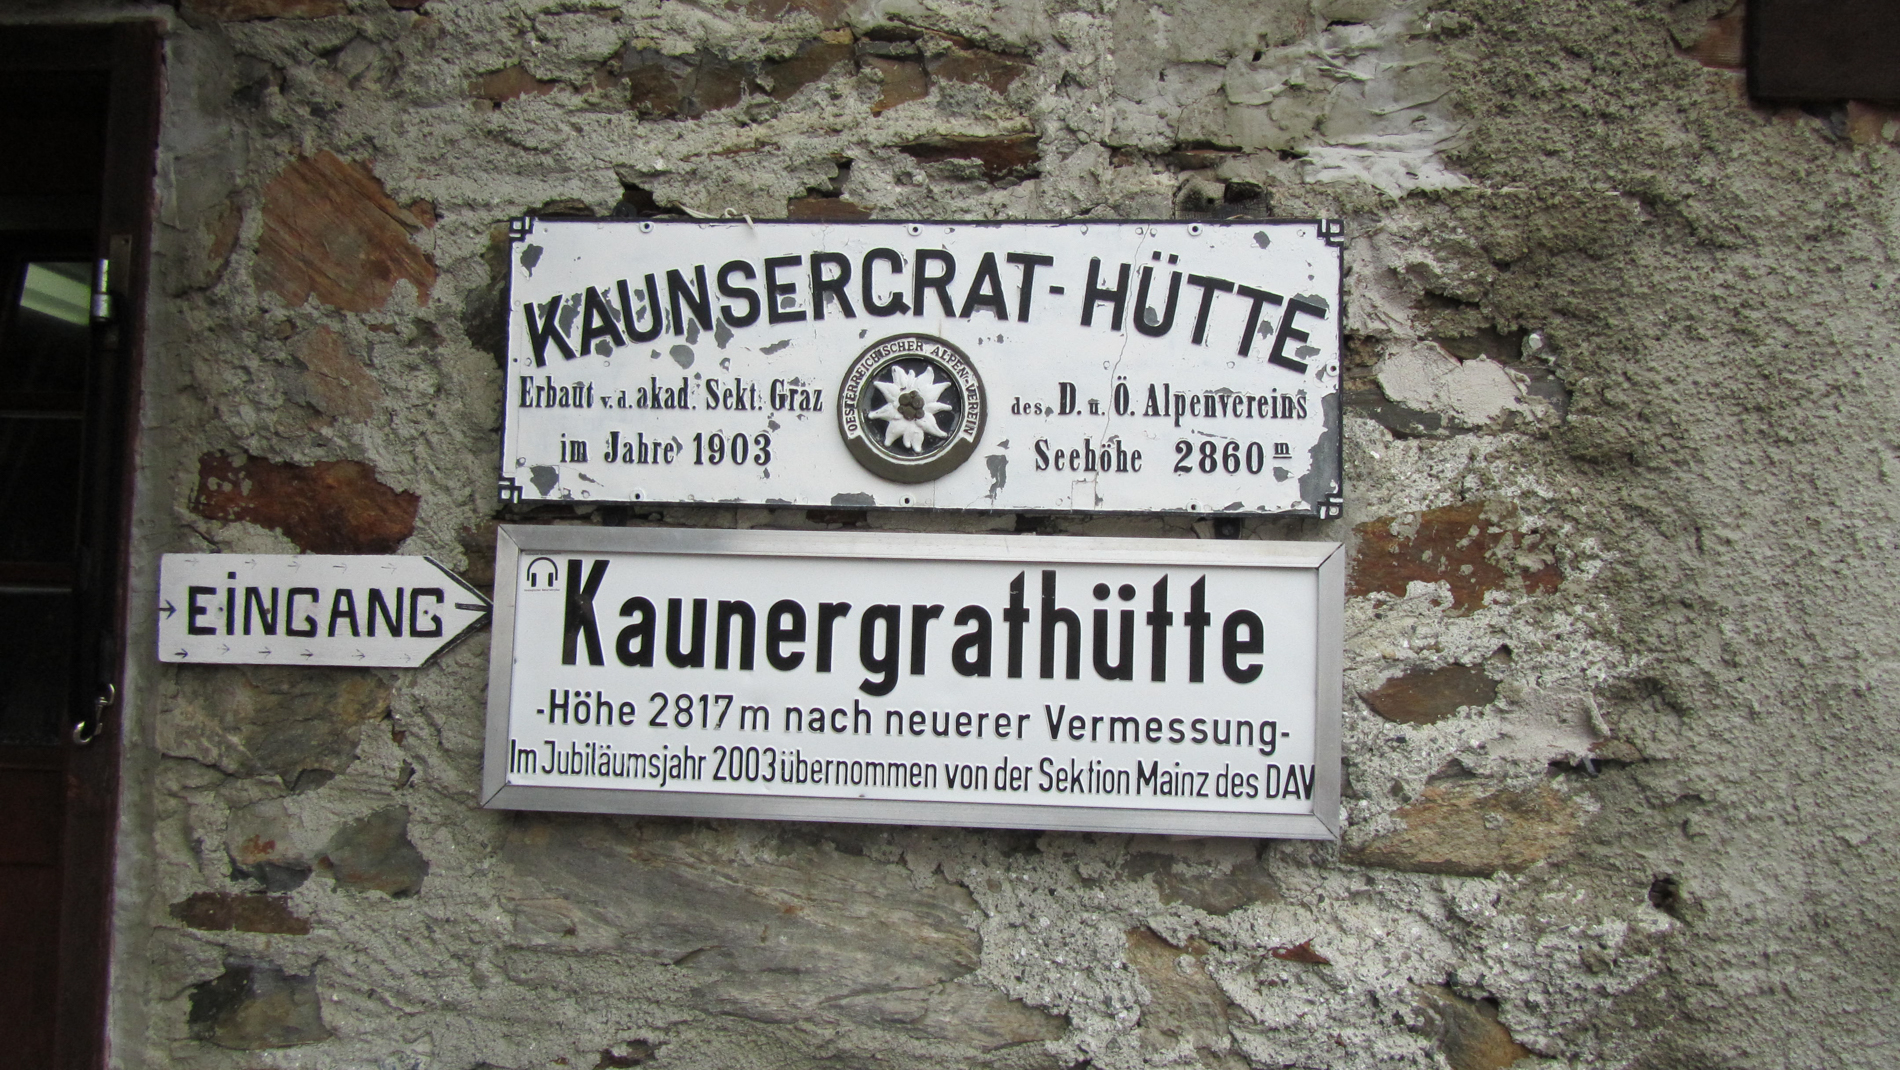 KAUNSERGRAT-HÜTTE
OESTERREICHISCHER ALPEN-VEREIN
Erbaut v.d. akad. Sekt. Graz des D. u. Ö. Alpenvereins
im Jahre 1903 Seehöhe 2860 m
EiNGANG
Kaunergrathütte
-Höhe 2817m nach neuerer Vermessung-
Im Jubiläumsjahr 2003 übernommen von der Sektion Mainz des DAV